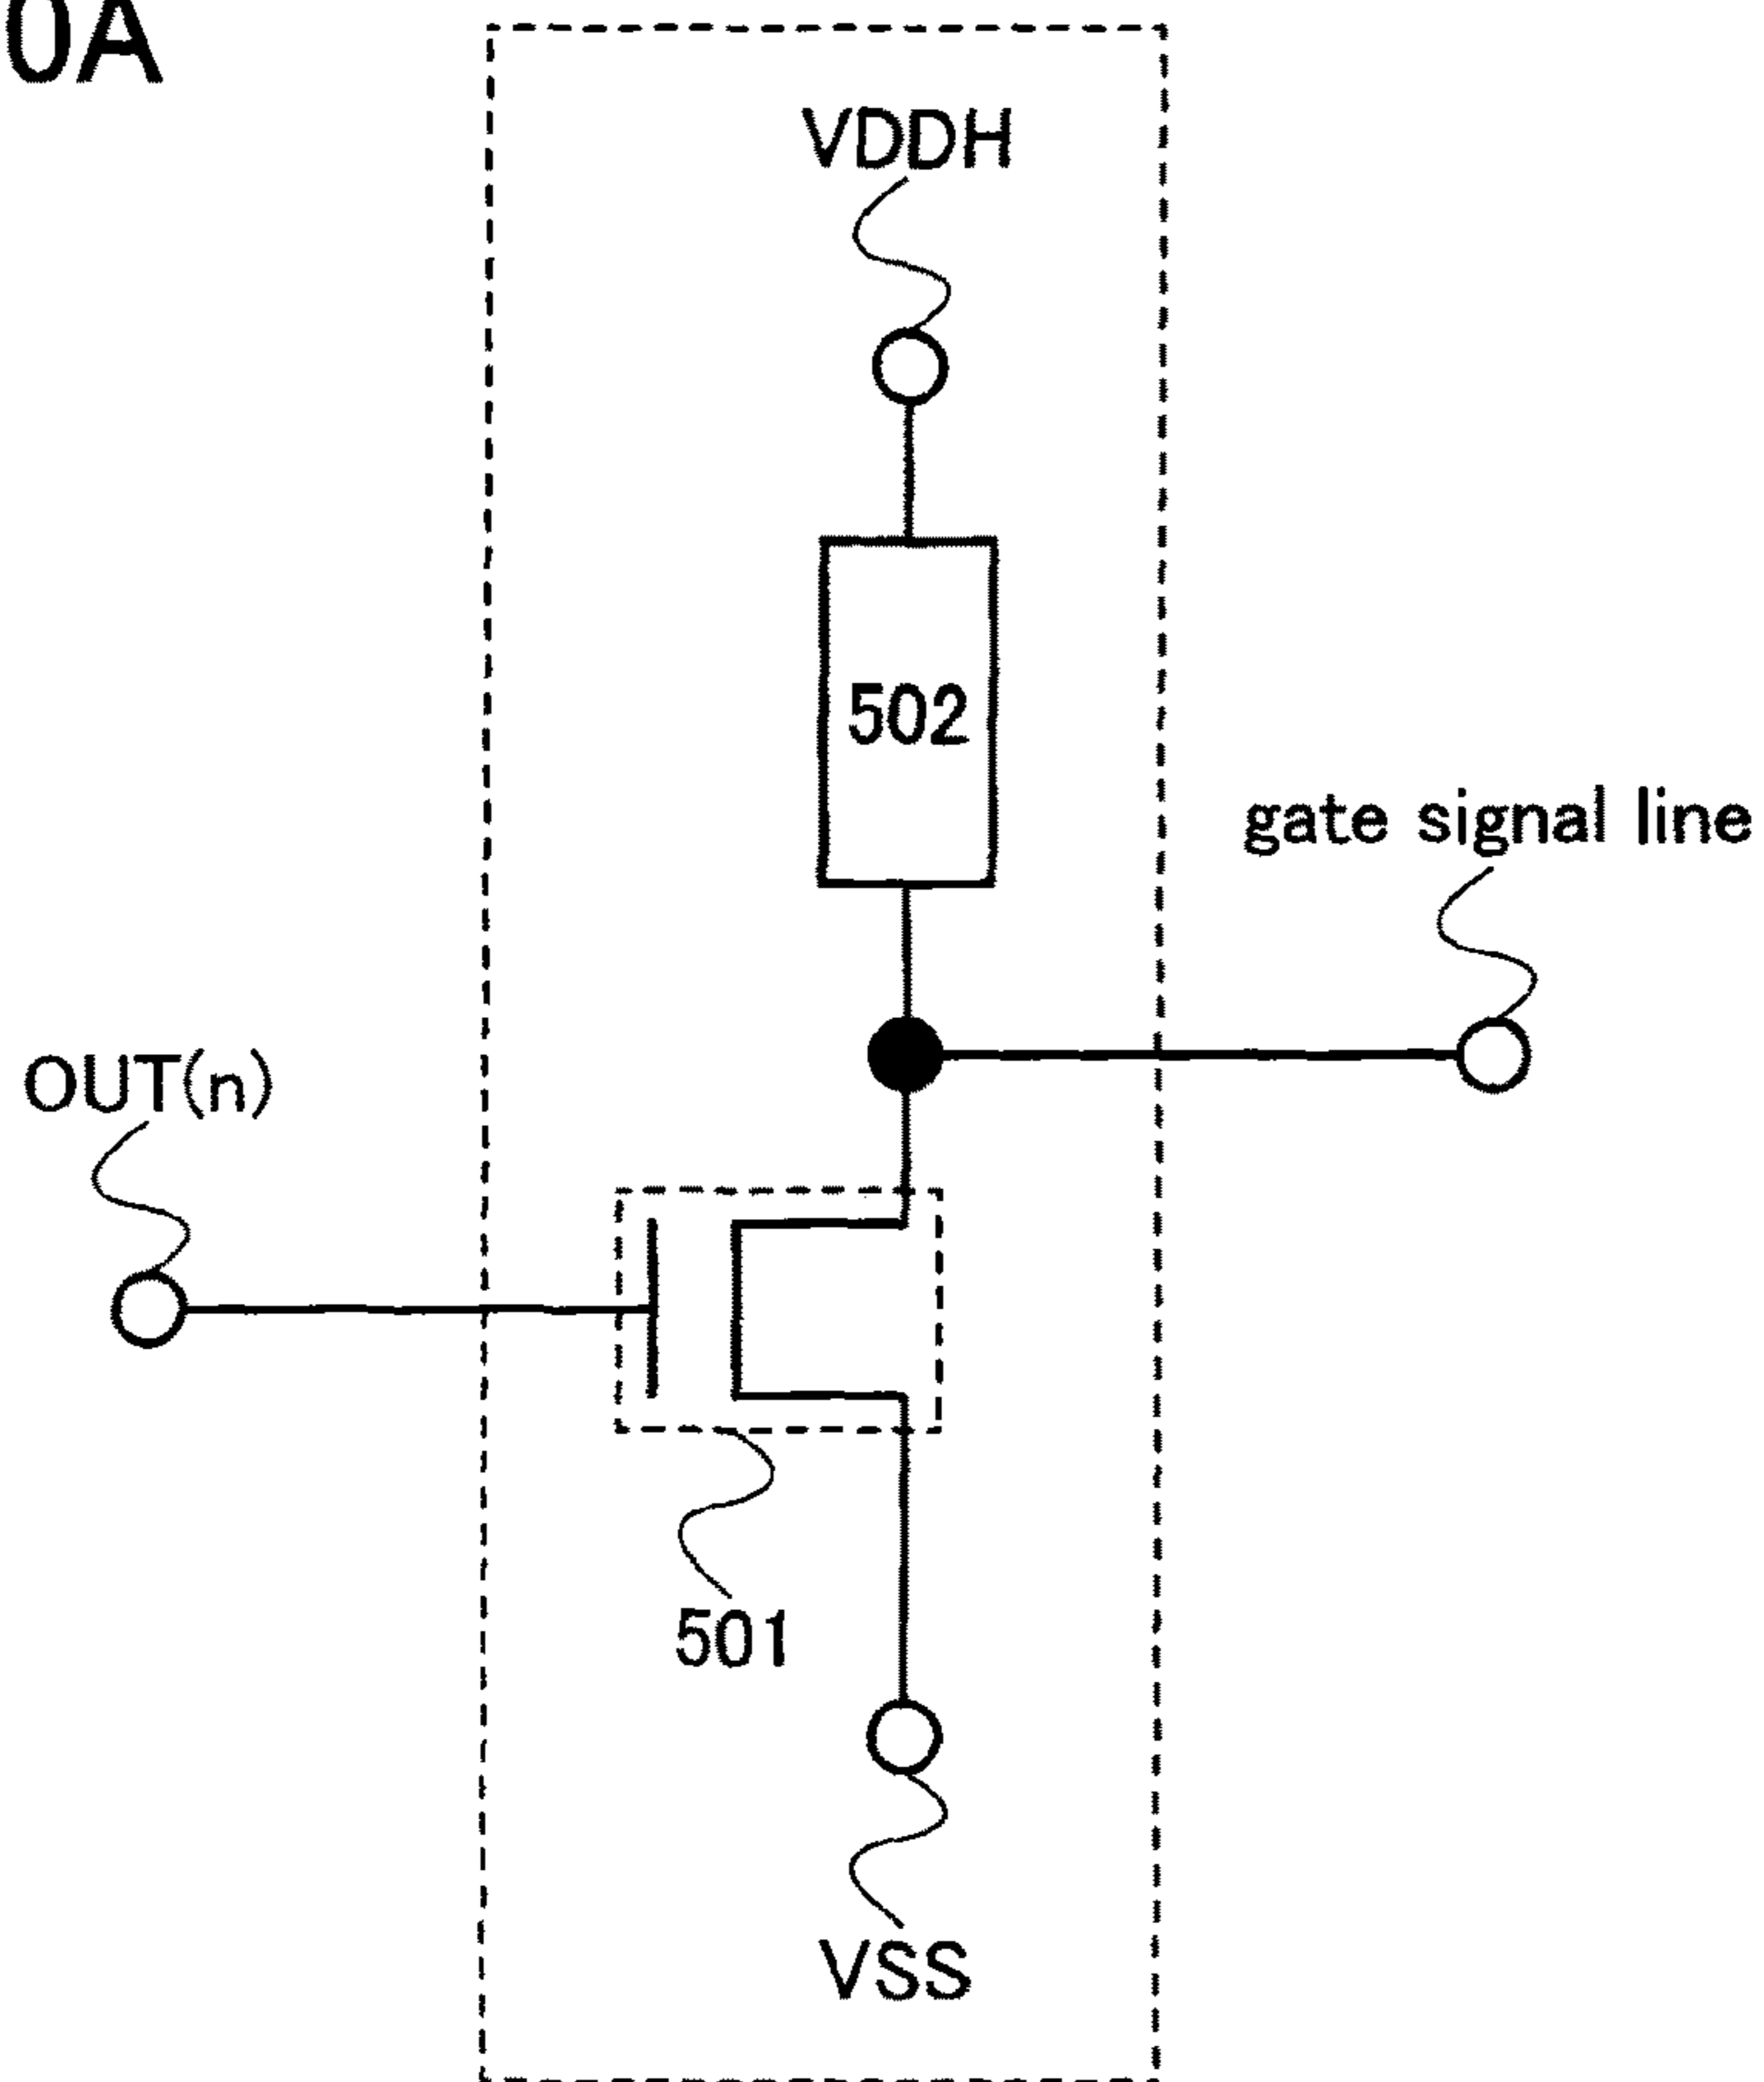 0A
VDDH
502
gate signal line
OUT(n)
501
VSS